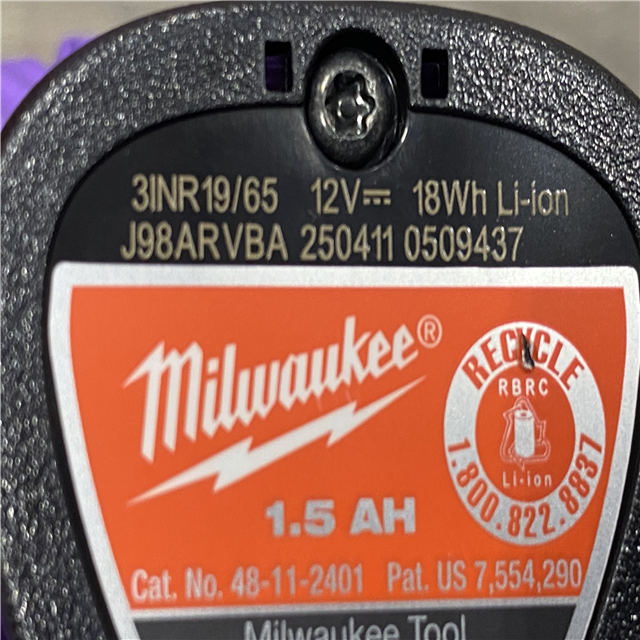 3INR19/65 12V⎓ 18Wh Li-ion
J98ARVBA 250411 0509437
Milwaukee®
RECYCLE
RBRC
Li-ion
1.800.822.8837
1.5 AH
Cat. No. 48-11-2401 Pat. US 7,554,290
Milwaukee Tool